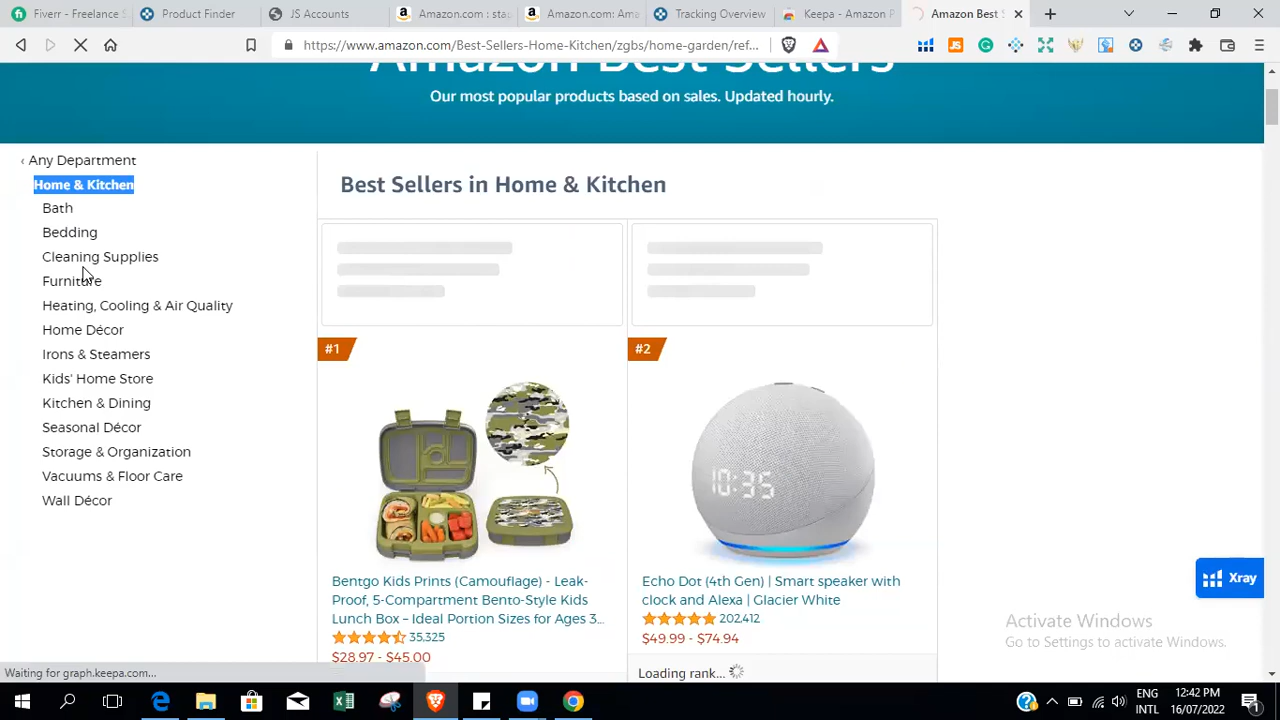 Fiverr - Freelance S
Product Finder
JS Accounts
Amazon.com : sta
Amazon.com: Ama
Tracking Overview
Keepa - Amazon P
Amazon Best S
https://www.amazon.com/Best-Sellers-Home-Kitchen/zgbs/home-garden/ref...
Amazon Best Sellers
Our most popular products based on sales. Updated hourly.
‹ Any Department
Home & Kitchen
Bath
Bedding
Cleaning Supplies
Furniture
Heating, Cooling & Air Quality
Home Décor
Irons & Steamers
Kids' Home Store
Kitchen & Dining
Seasonal Décor
Storage & Organization
Vacuums & Floor Care
Wall Décor
Best Sellers in Home & Kitchen
#1
Bentgo Kids Prints (Camouflage) - Leak-
Proof, 5-Compartment Bento-Style Kids
Lunch Box – Ideal Portion Sizes for Ages 3...
35,325
$28.97 - $45.00
#2
10:35
Echo Dot (4th Gen) | Smart speaker with
clock and Alexa | Glacier White
202,412
$49.99 - $74.94
Loading rank...
Xray
Activate Windows
Go to Settings to activate Windows.
Waiting for graph.keepa.com...
ENG
INTL
12:42 PM
16/07/2022